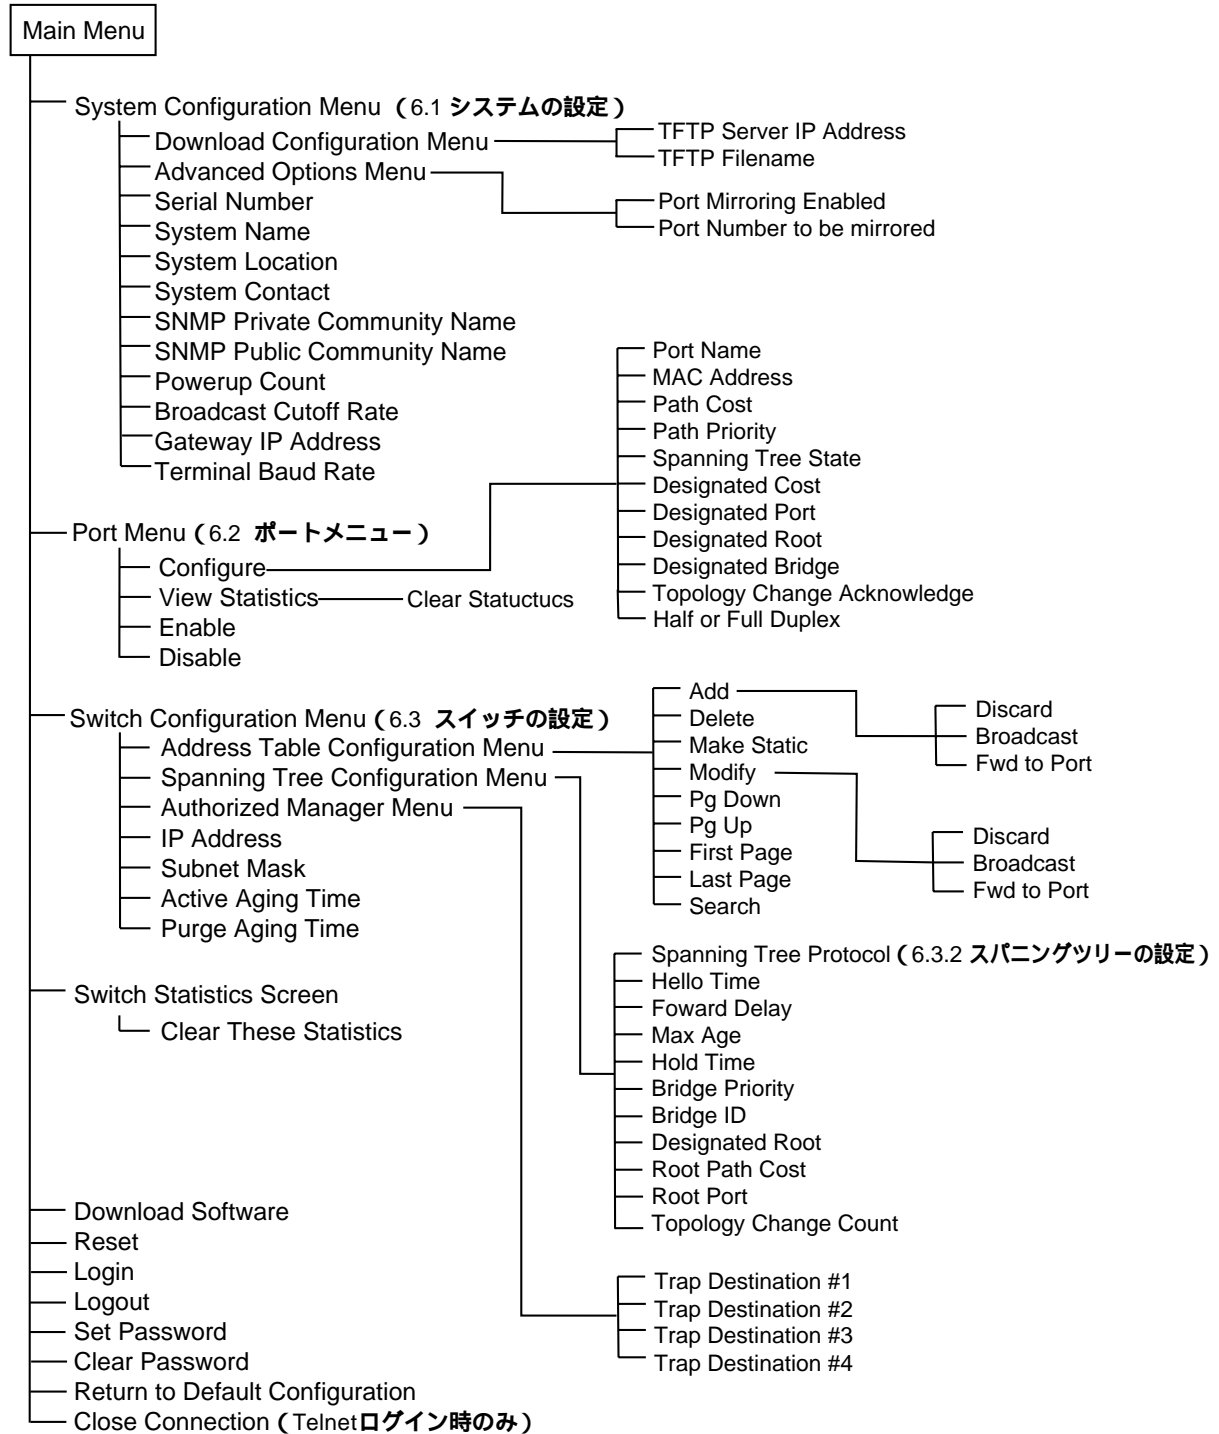 Main Menu
System Configuration Menu （6.1 システムの設定）
Download Configuration Menu
TFTP Server IP Address
TFTP Filename
Advanced Options Menu
Port Mirroring Enabled
Port Number to be mirrored
Serial Number
System Name
System Location
System Contact
SNMP Private Community Name
SNMP Public Community Name
Powerup Count
Broadcast Cutoff Rate
Gateway IP Address
Terminal Baud Rate
Port Menu（6.2 ポートメニュー）
Configure
Port Name
MAC Address
Path Cost
Path Priority
Spanning Tree State
Designated Cost
Designated Port
Designated Root
Designated Bridge
Topology Change Acknowledge
Half or Full Duplex
View Statistics
Clear Statuctucs
Enable
Disable
Switch Configuration Menu（6.3 スイッチの設定）
Address Table Configuration Menu
Add
Discard
Broadcast
Fwd to Port
Delete
Make Static
Modify
Discard
Broadcast
Fwd to Port
Pg Down
Pg Up
First Page
Last Page
Search
Spanning Tree Configuration Menu
Spanning Tree Protocol（6.3.2 スパニングツリーの設定）
Hello Time
Foward Delay
Max Age
Hold Time
Bridge Priority
Bridge ID
Designated Root
Root Path Cost
Root Port
Topology Change Count
Authorized Manager Menu
Trap Destination #1
Trap Destination #2
Trap Destination #3
Trap Destination #4
IP Address
Subnet Mask
Active Aging Time
Purge Aging Time
Switch Statistics Screen
Clear These Statistics
Download Software
Reset
Login
Logout
Set Password
Clear Password
Return to Default Configuration
Close Connection（Telnetログイン時のみ）